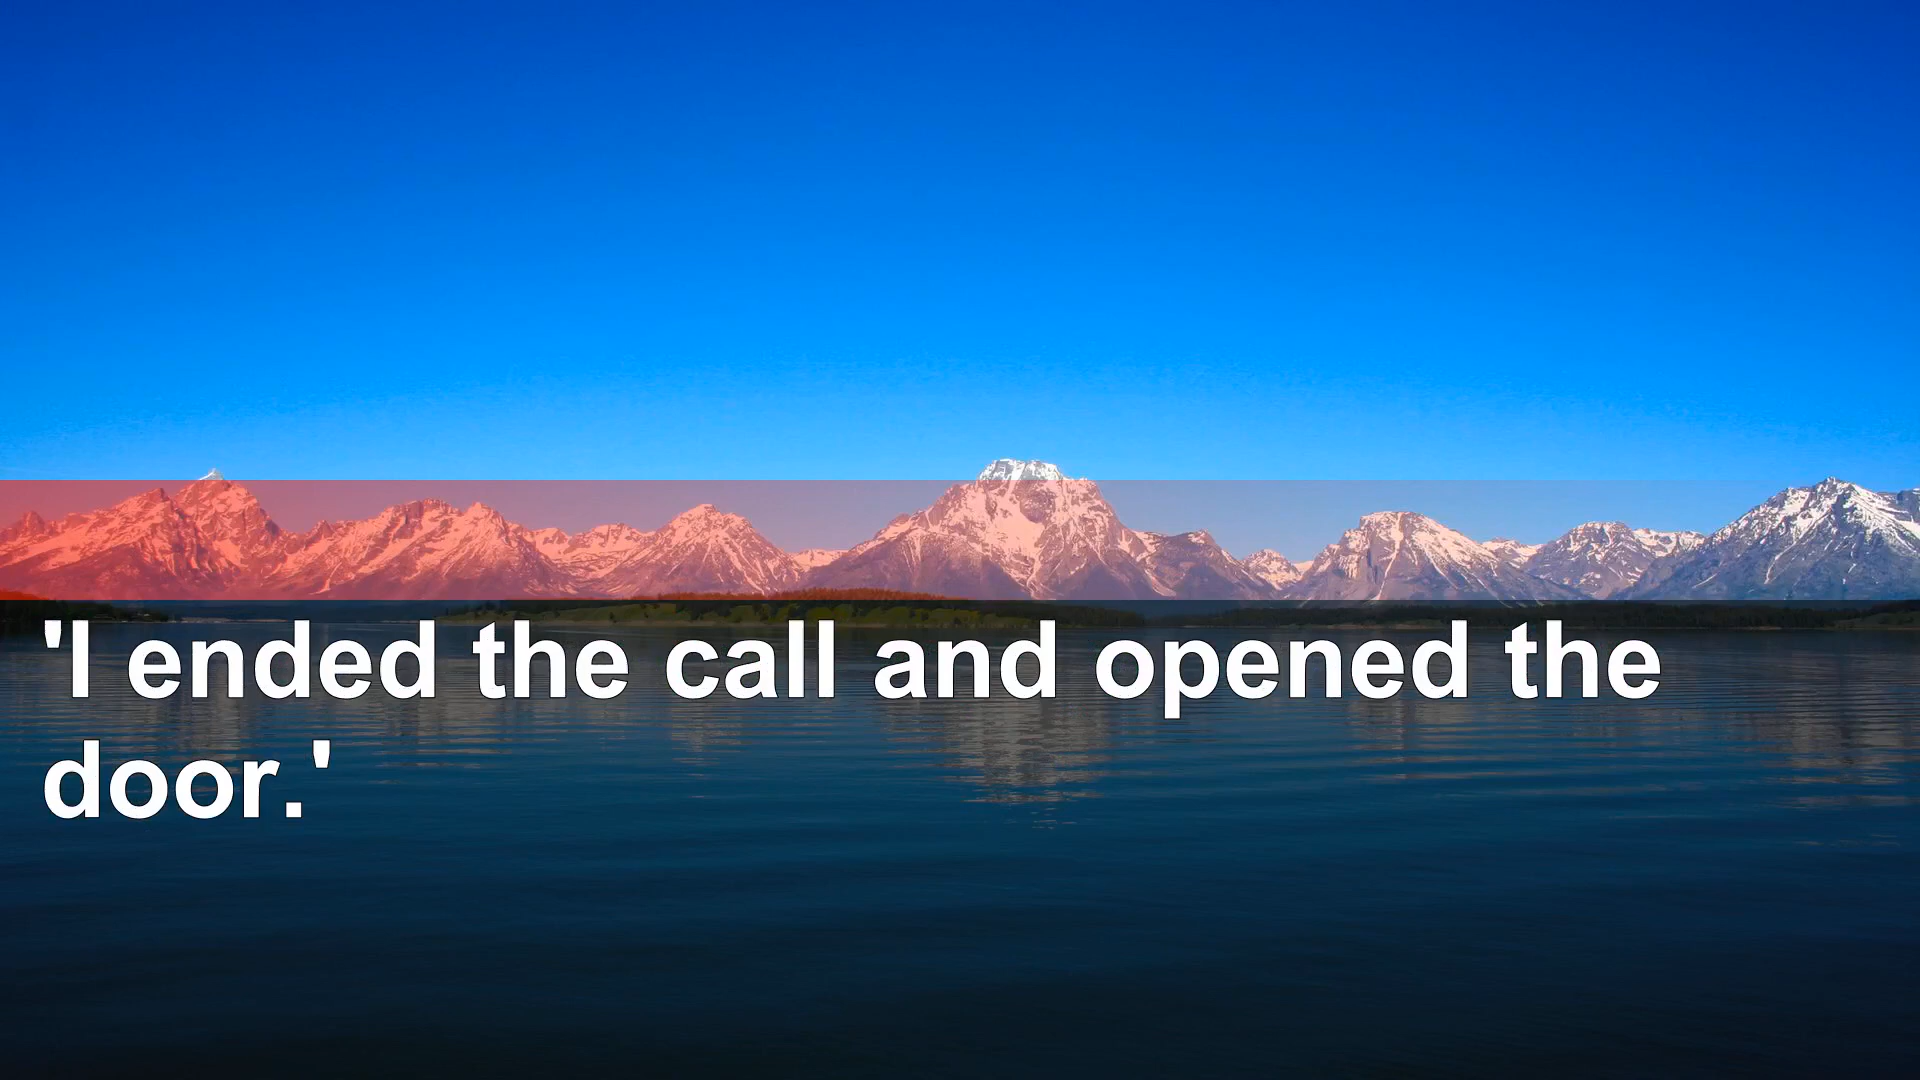 'I ended the call and opened the
door.'